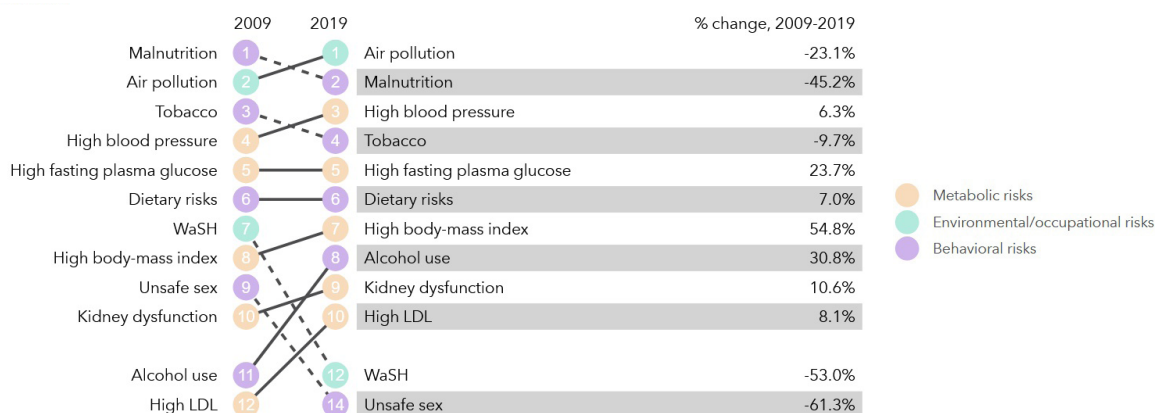 2009 2019 % change, 2009-2019
Malnutrition 1 1 Air pollution -23.1%
Air pollution 2 2 Malnutrition -45.2%
Tobacco 3 3 High blood pressure 6.3%
High blood pressure 4 4 Tobacco -9.7%
High fasting plasma glucose 5 5 High fasting plasma glucose 23.7%
Dietary risks 6 6 Dietary risks 7.0%
WaSH 7 7 High body-mass index 54.8%
High body-mass index 8 8 Alcohol use 30.8%
Unsafe sex 9 9 Kidney dysfunction 10.6%
Kidney dysfunction 10 10 High LDL 8.1%
Alcohol use 11 12 WaSH -53.0%
High LDL 12 14 Unsafe sex -61.3%
Metabolic risks
Environmental/occupational risks
Behavioral risks